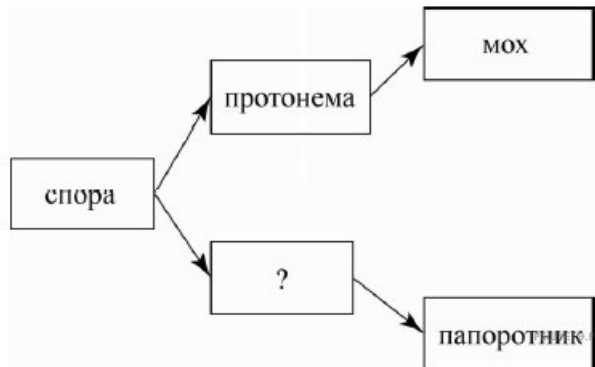 мох
протонема
спора
?
папоротник